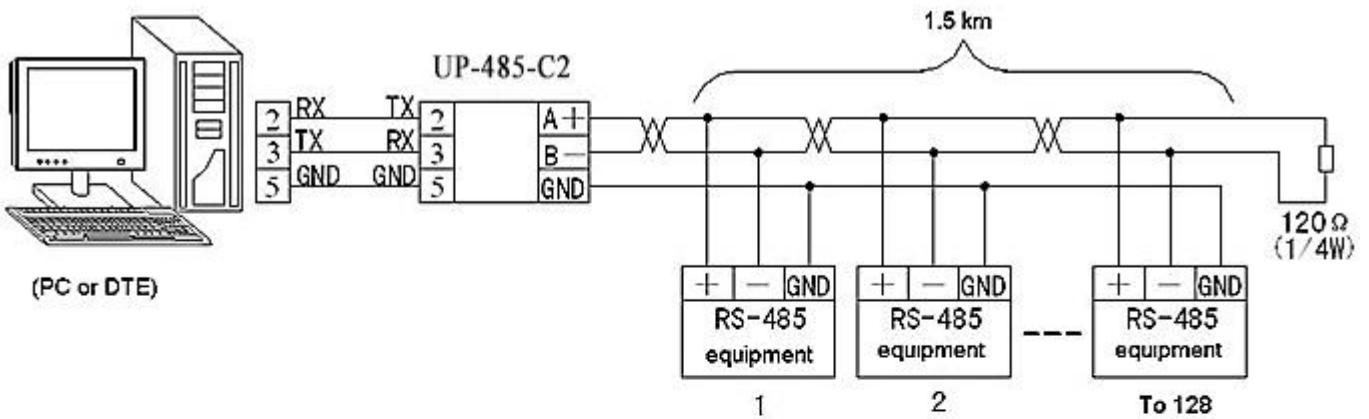 1.5 km
UP-485-C2
2 RX TX 2 A+
3 TX RX 3 B-
5 GND GND 5 GND
120Ω
(1/4W)
(PC or DTE)
+ - GND
RS-485
equipment
1
+ - GND
RS-485
equipment
2
+ - GND
RS-485
equipment
To 128